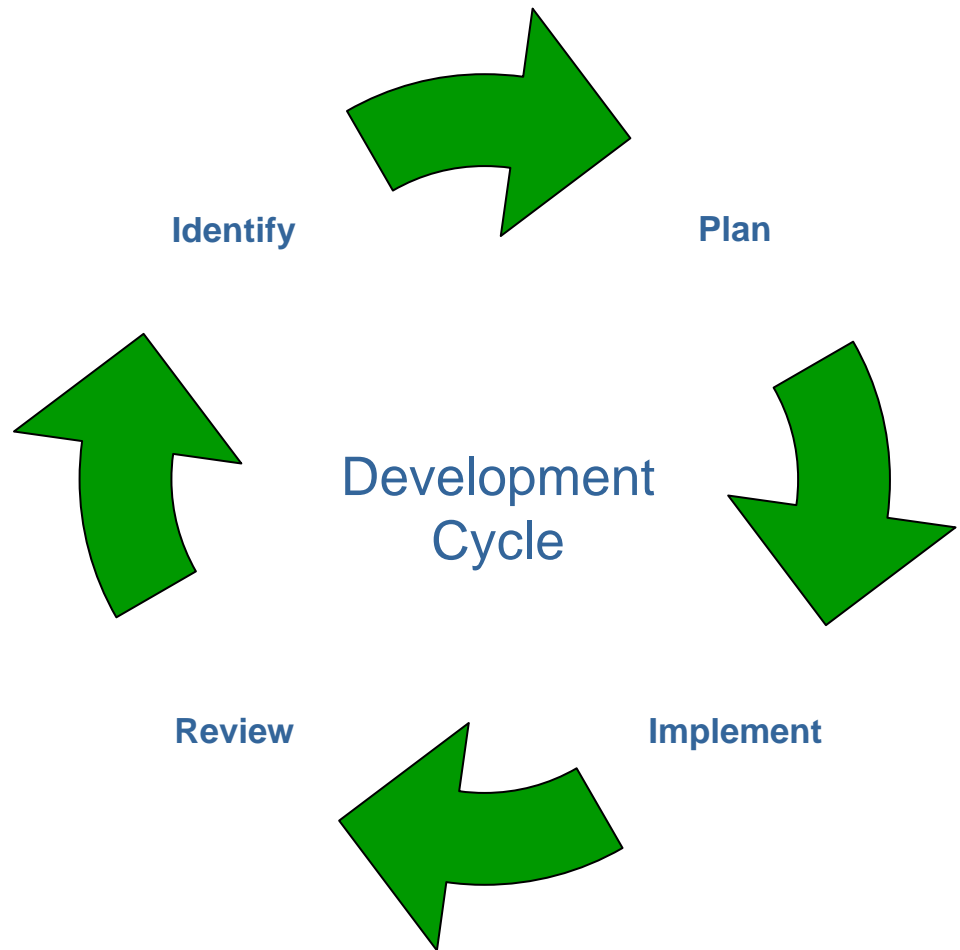 Identify
Plan
Development
Cycle
Review
Implement